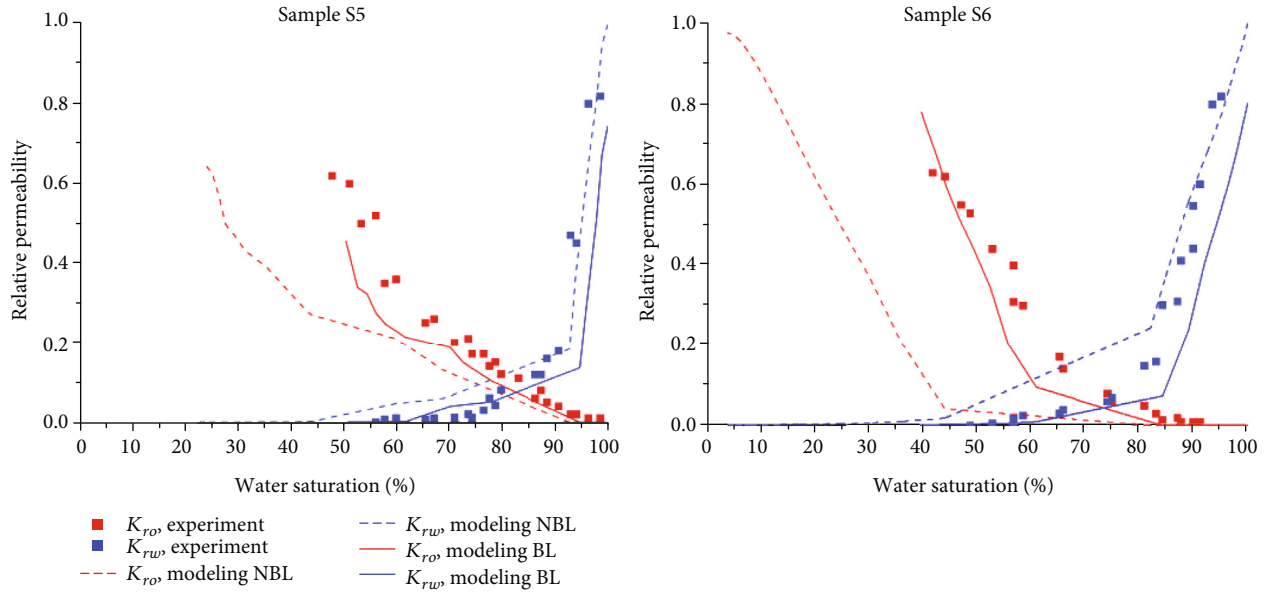 Sample S5
Sample S6
1.0
0.8
0.6
0.4
0.2
0.0
Relative permeability
0 10 20 30 40 50 60 70 80 90 100
Water saturation (%)
1.0
0.8
0.6
0.4
0.2
0.0
Relative permeability
0 10 20 30 40 50 60 70 80 90 100
Water saturation (%)
Kro, experiment
Krw, experiment
Kro, modeling NBL
Krw, modeling NBL
Kro, modeling BL
Krw, modeling BL